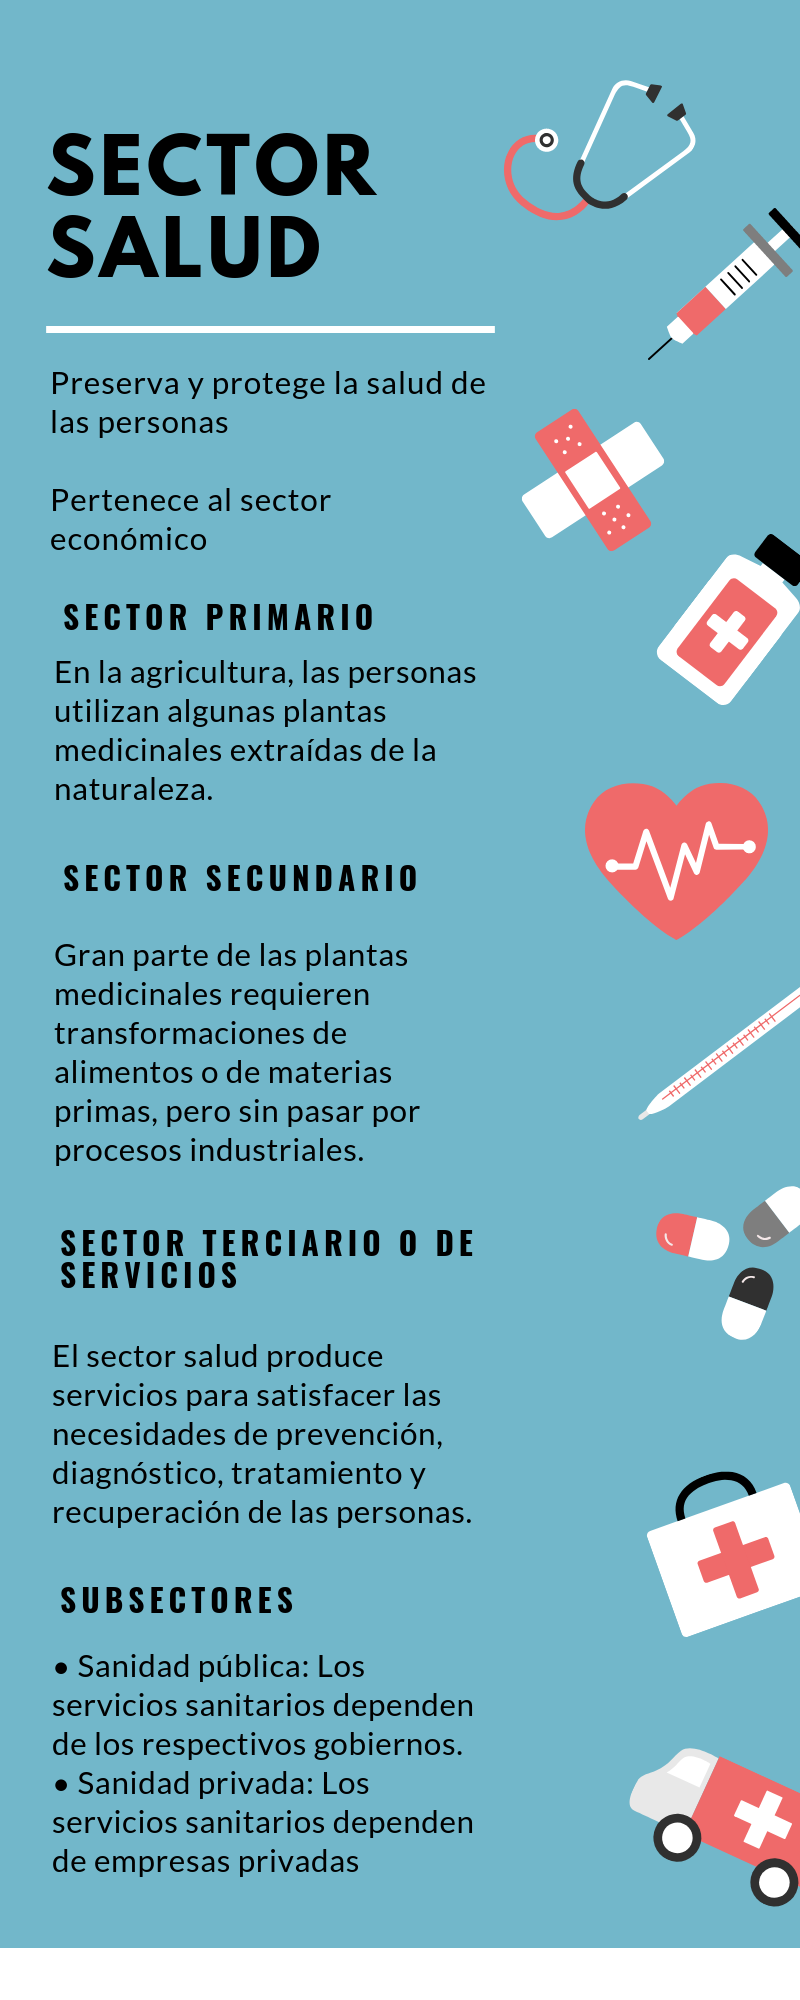 SECTOR
SALUD
Preserva y protege la salud de
las personas
Pertenece al sector
económico
SECTOR PRIMARIO
En la agricultura, las personas
utilizan algunas plantas
medicinales extraídas de la
naturaleza.
SECTOR SECUNDARIO
Gran parte de las plantas
medicinales requieren
transformaciones de
alimentos o de materias
primas, pero sin pasar por
procesos industriales.
SECTOR TERCIARIO O DE
SERVICIOS
El sector salud produce
servicios para satisfacer las
necesidades de prevención,
diagnóstico, tratamiento y
recuperación de las personas.
SUBSECTORES
• Sanidad pública: Los
servicios sanitarios dependen
de los respectivos gobiernos.
• Sanidad privada: Los
servicios sanitarios dependen
de empresas privadas